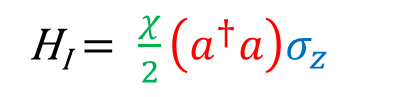 H_I = χ/2 (a†a)σ_z